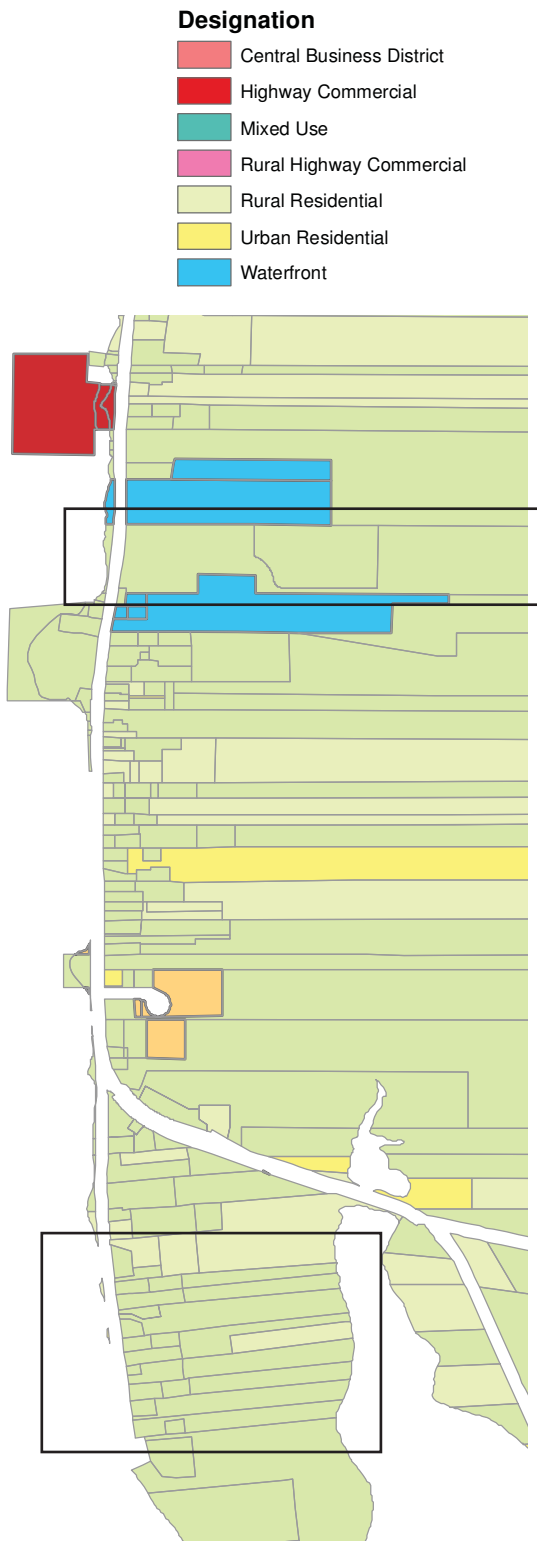 Designation
Central Business District
Highway Commercial
Mixed Use
Rural Highway Commercial
Rural Residential
Urban Residential
Waterfront